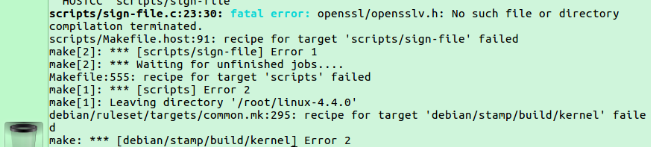 HOSTCC  scripts/sign-file
scripts/sign-file.c:23:30: fatal error: openssl/opensslv.h: No such file or directory
compilation terminated.
scripts/Makefile.host:91: recipe for target 'scripts/sign-file' failed
make[2]: *** [scripts/sign-file] Error 1
make[2]: *** Waiting for unfinished jobs....
Makefile:555: recipe for target 'scripts' failed
make[1]: *** [scripts] Error 2
make[1]: Leaving directory '/root/linux-4.4.0'
debian/ruleset/targets/common.mk:295: recipe for target 'debian/stamp/build/kernel' faile
d
make: *** [debian/stamp/build/kernel] Error 2